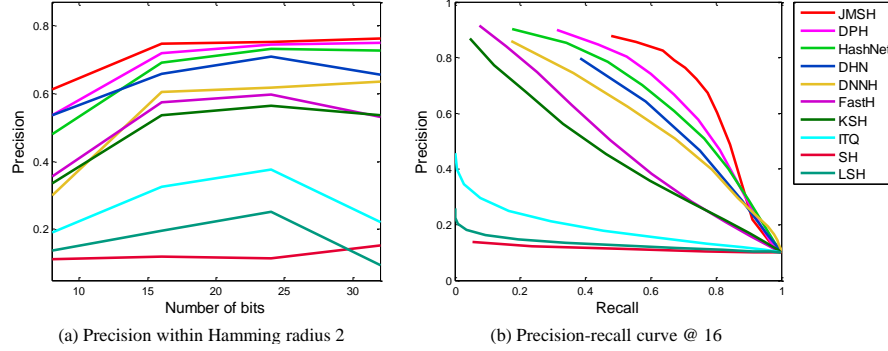 0.8
0.6
0.4
0.2
Precision
10 15 20 25 30
Number of bits
(a) Precision within Hamming radius 2
1
0.8
0.6
0.4
0.2
0
Precision
0 0.2 0.4 0.6 0.8 1
Recall
(b) Precision-recall curve @ 16
JMSH
DPH
HashNet
DHN
DNNH
FastH
KSH
ITQ
SH
LSH